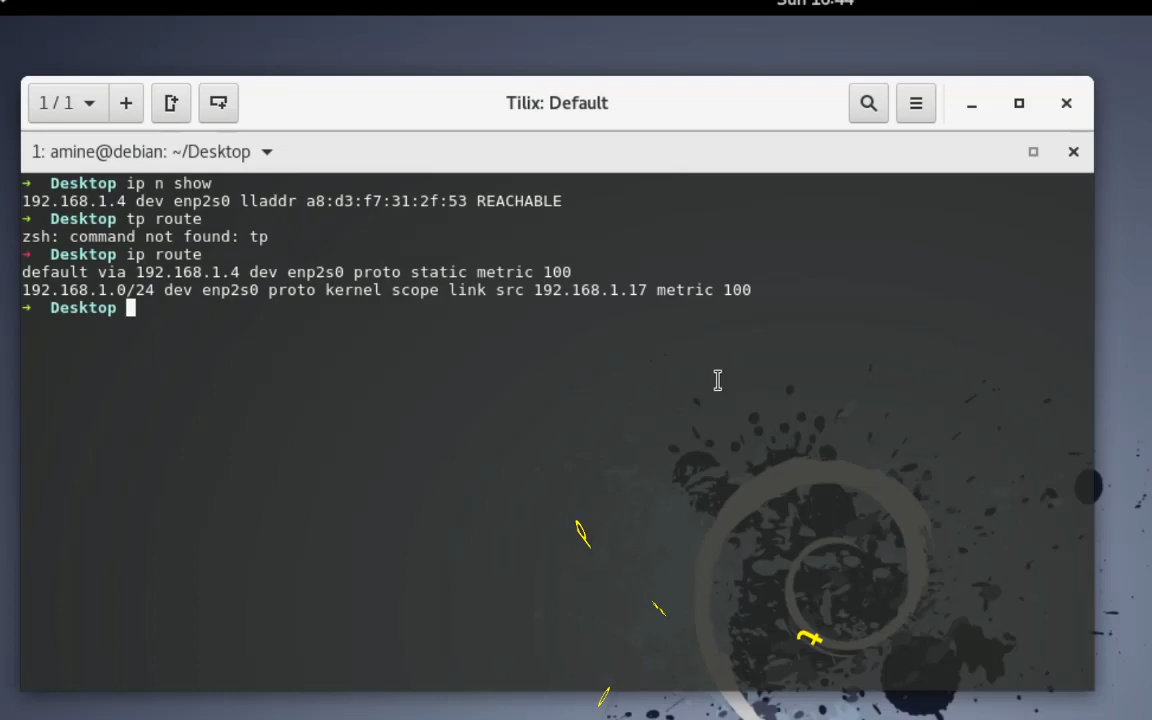 1 / 1
Tilix: Default
1: amine@debian: ~/Desktop
➜ Desktop ip n show
192.168.1.4 dev enp2s0 lladdr a8:d3:f7:31:2f:53 REACHABLE
➜ Desktop tp route
zsh: command not found: tp
➜ Desktop ip route
default via 192.168.1.4 dev enp2s0 proto static metric 100
192.168.1.0/24 dev enp2s0 proto kernel scope link src 192.168.1.17 metric 100
➜ Desktop